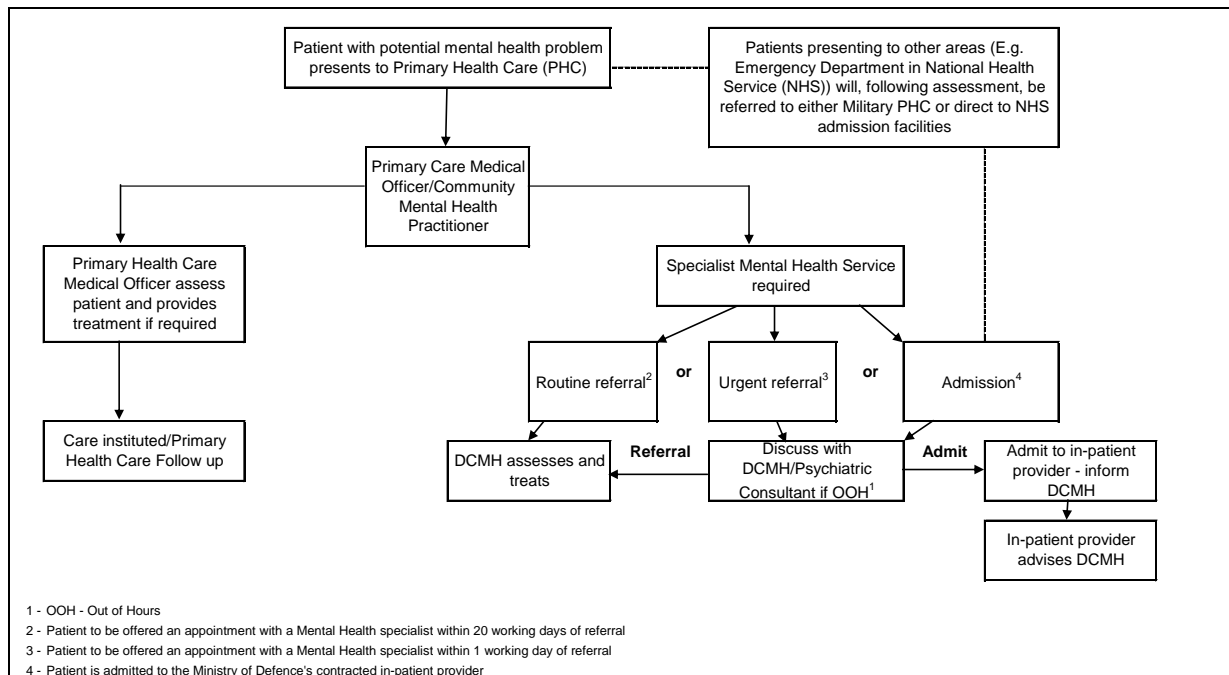 Patient with potential mental health problem
presents to Primary Health Care (PHC)
Patients presenting to other areas (E.g.
Emergency Department in National Health
Service (NHS)) will, following assessment, be
referred to either Military PHC or direct to NHS
admission facilities
Primary Care Medical
Officer/Community
Mental Health
Practitioner
Primary Health Care
Medical Officer assess
patient and provides
treatment if required
Specialist Mental Health Service
required
Routine referral2
or
Urgent referral3
or
Admission4
Care instituted/Primary
Health Care Follow up
DCMH assesses and
treats
Referral
Discuss with
DCMH/Psychiatric
Consultant if OOH1
Admit
Admit to in-patient
provider - inform
DCMH
In-patient provider
advises DCMH
1 - OOH - Out of Hours
2 - Patient to be offered an appointment with a Mental Health specialist within 20 working days of referral
3 - Patient to be offered an appointment with a Mental Health specialist within 1 working day of referral
4 - Patient is admitted to the Ministry of Defence's contracted in-patient provider